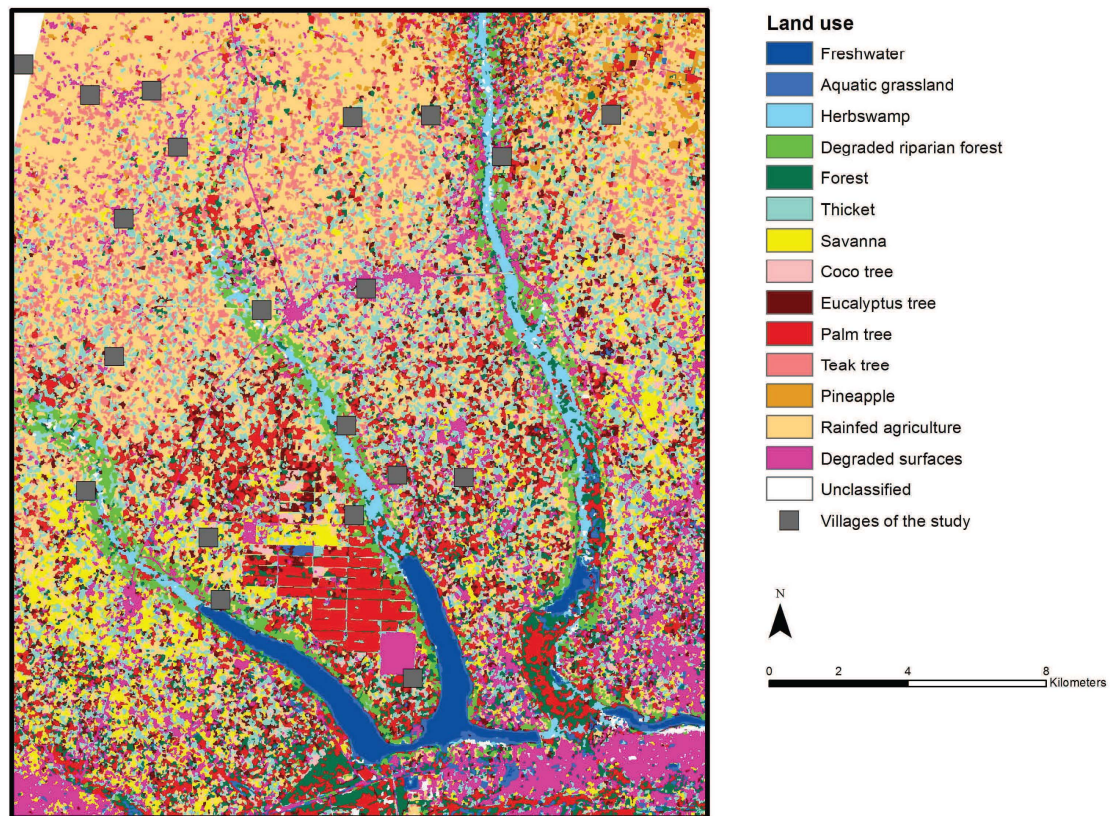 Land use
Freshwater
Aquatic grassland
Herbswamp
Degraded riparian forest
Forest
Thicket
Savanna
Coco tree
Eucalyptus tree
Palm tree
Teak tree
Pineapple
Rainfed agriculture
Degraded surfaces
Unclassified
Villages of the study
N
0 2 4 8
Kilometers